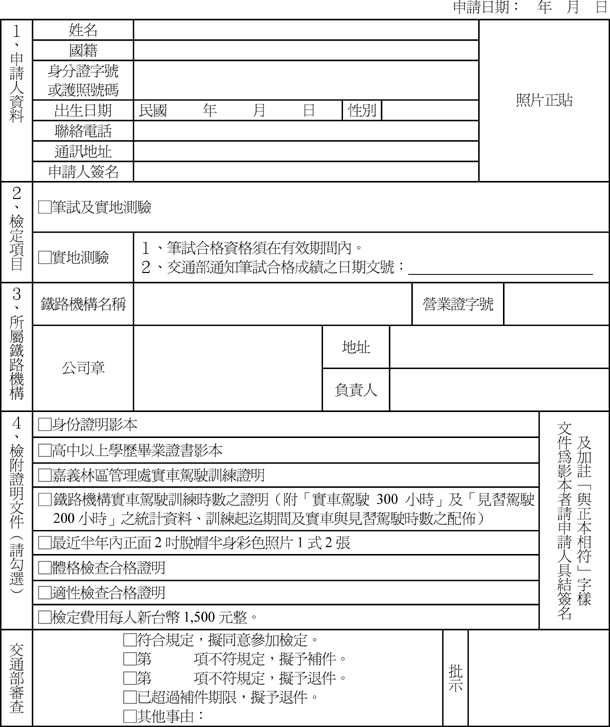 申請日期： 年 月 日
1、申請人資料
姓名
國籍
身分證字號
或護照號碼
出生日期 民國 年 月 日 性別
聯絡電話
通訊地址
申請人簽名
照片正貼
2、檢定項目
□筆試及實地測驗
□實地測驗
1、筆試合格資格須在有效期間內。
2、交通部通知筆試合格成績之日期文號：
3、所屬鐵路機構
鐵路機構名稱 營業證字號
公司章
地址
負責人
4、檢附證明文件（請勾選）
□身份證明影本
□高中以上學歷畢業證書影本
□嘉義林區管理處實車駕駛訓練證明
□鐵路機構實車駕駛訓練時數之證明（附「實車駕駛 300 小時」及「見習駕駛
200 小時」之統計資料、訓練起迄期間及實車與見習駕駛時數之配佈）
□最近半年內正面 2 吋脫帽半身彩色照片 1 式 2 張
□體格檢查合格證明
□適性檢查合格證明
□檢定費用每人新台幣 1,500 元整。
文件為影本者請申請人具結簽名
及加註「與正本相符」字樣
交通部審查
□符合規定，擬同意參加檢定。
□第 項不符規定，擬予補件。
□第 項不符規定，擬予退件。
□已超過補件期限，擬予退件。
□其他事由：
批示